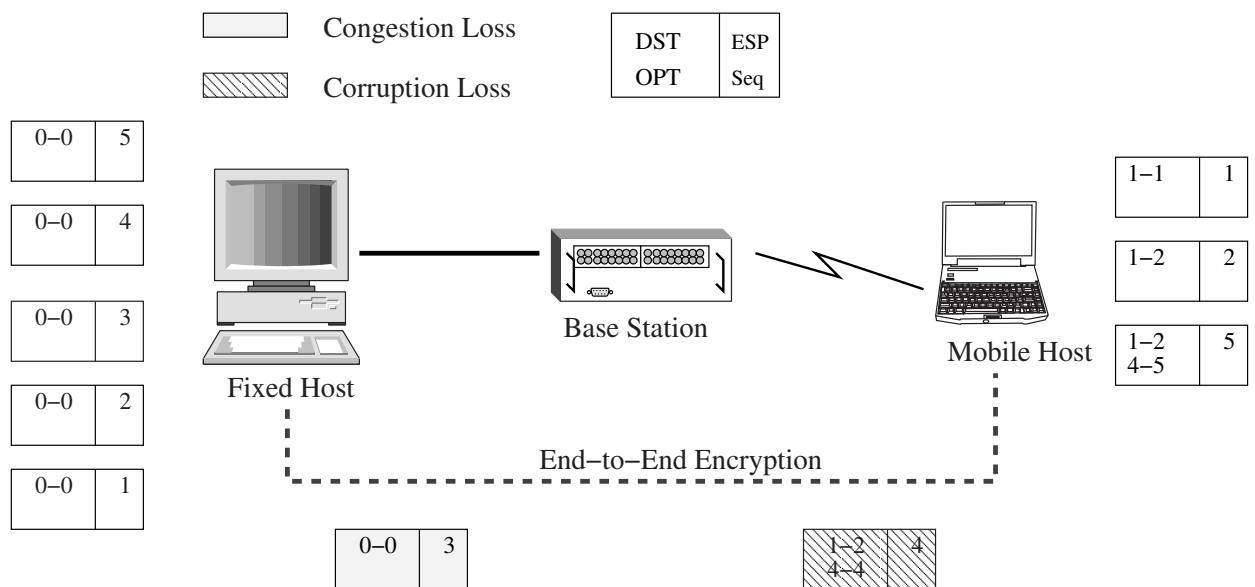 Congestion Loss
Corruption Loss
DST ESP
OPT Seq
0−0 5
0−0 4
0−0 3
0−0 2
0−0 1
Fixed Host
Base Station
Mobile Host
1−1 1
1−2 2
1−2 5
4−5
End−to−End Encryption
0−0 3
1−2 4
4−4